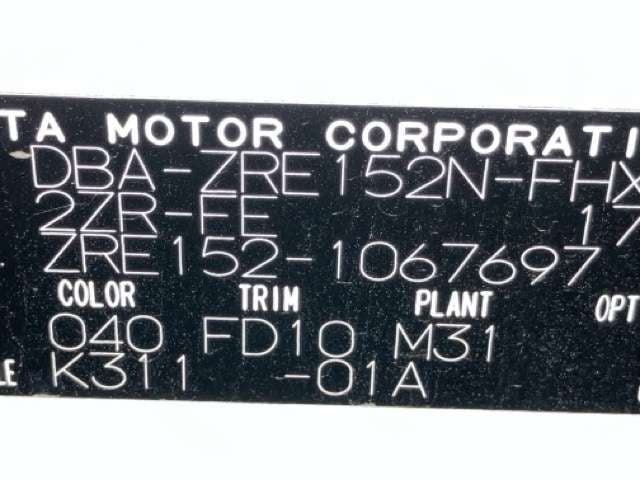 TA MOTOR CORPORATI
DBA-ZRE152N-FHX
2ZR-FE 17
ZRE152-1067697
COLOR TRIM PLANT OPT
040 FD10 M31
LE K311 -01A